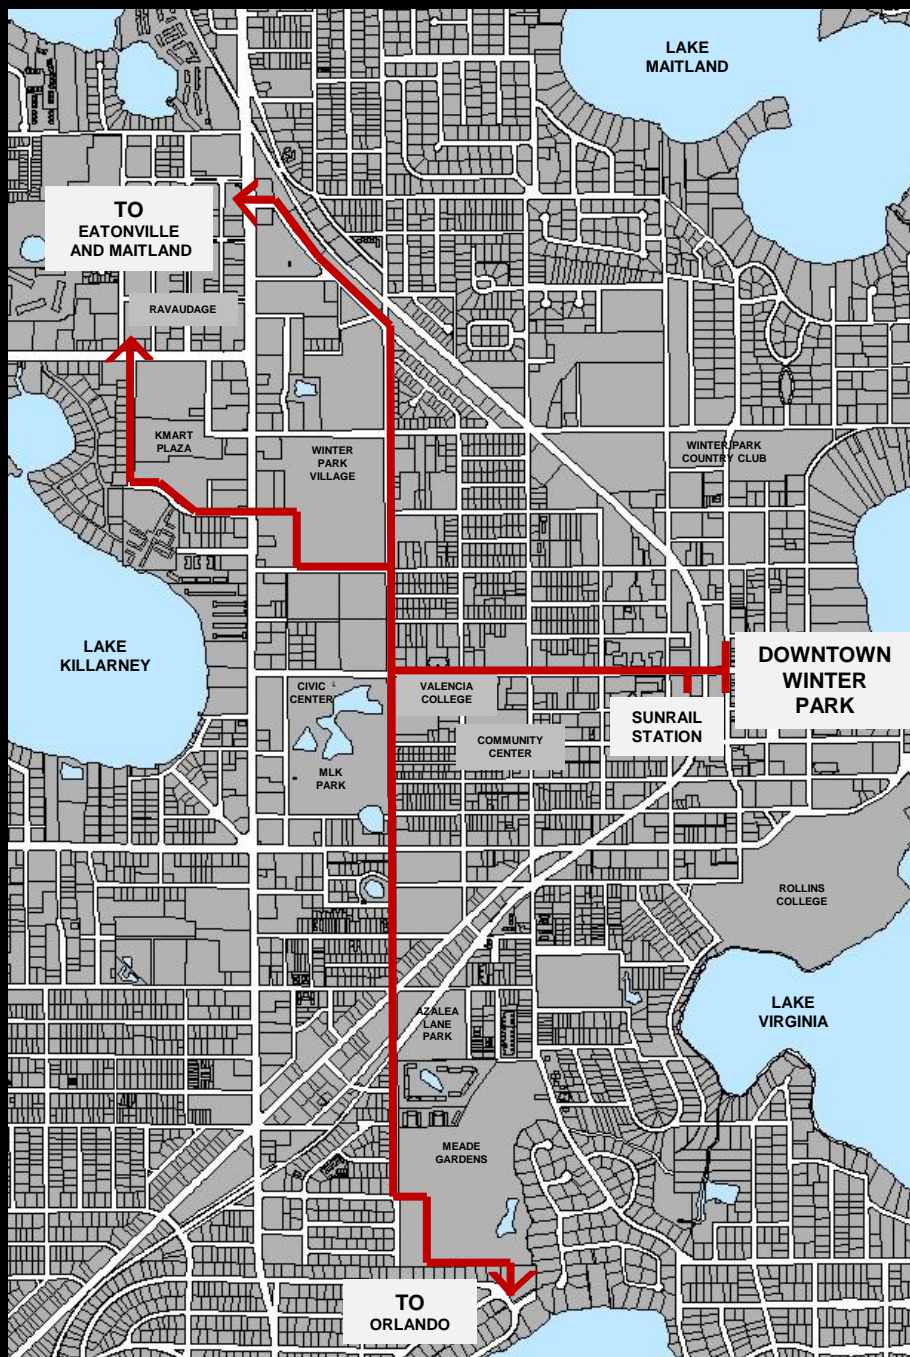 LAKE
MAITLAND
TO
EATONVILLE
AND MAITLAND
RAVAUDAGE
KMART
PLAZA
WINTER
PARK
VILLAGE
WINTER PARK
COUNTRY CLUB
LAKE
KILLARNEY
CIVIC
CENTER
VALENCIA
COLLEGE
DOWNTOWN
WINTER
PARK
SUNRAIL
STATION
COMMUNITY
CENTER
MLK
PARK
ROLLINS
COLLEGE
AZALEA
LANE
PARK
LAKE
VIRGINIA
MEADE
GARDENS
TO
ORLANDO